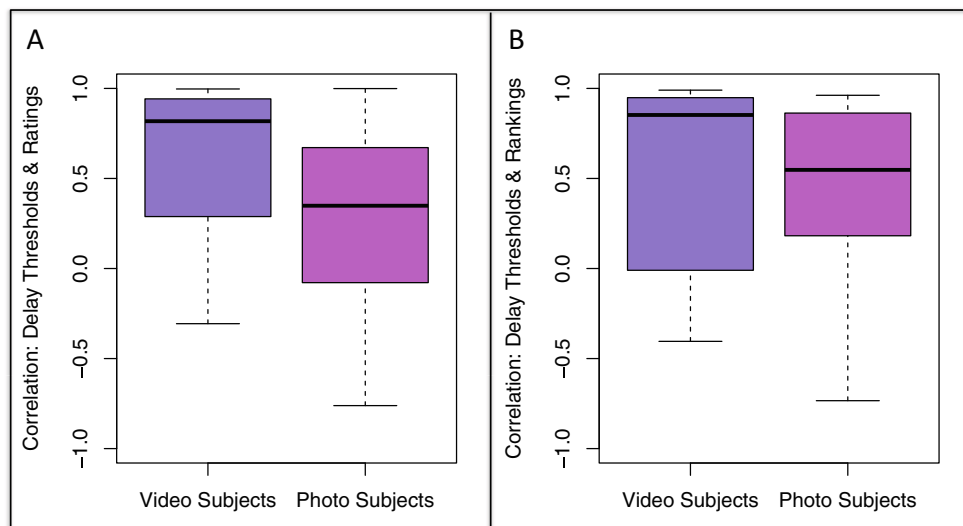 A
Correlation: Delay Thresholds & Ratings
1.0
0.5
0.0
−0.5
−1.0
Video Subjects Photo Subjects
B
Correlation: Delay Thresholds & Rankings
1.0
0.5
0.0
−0.5
−1.0
Video Subjects Photo Subjects